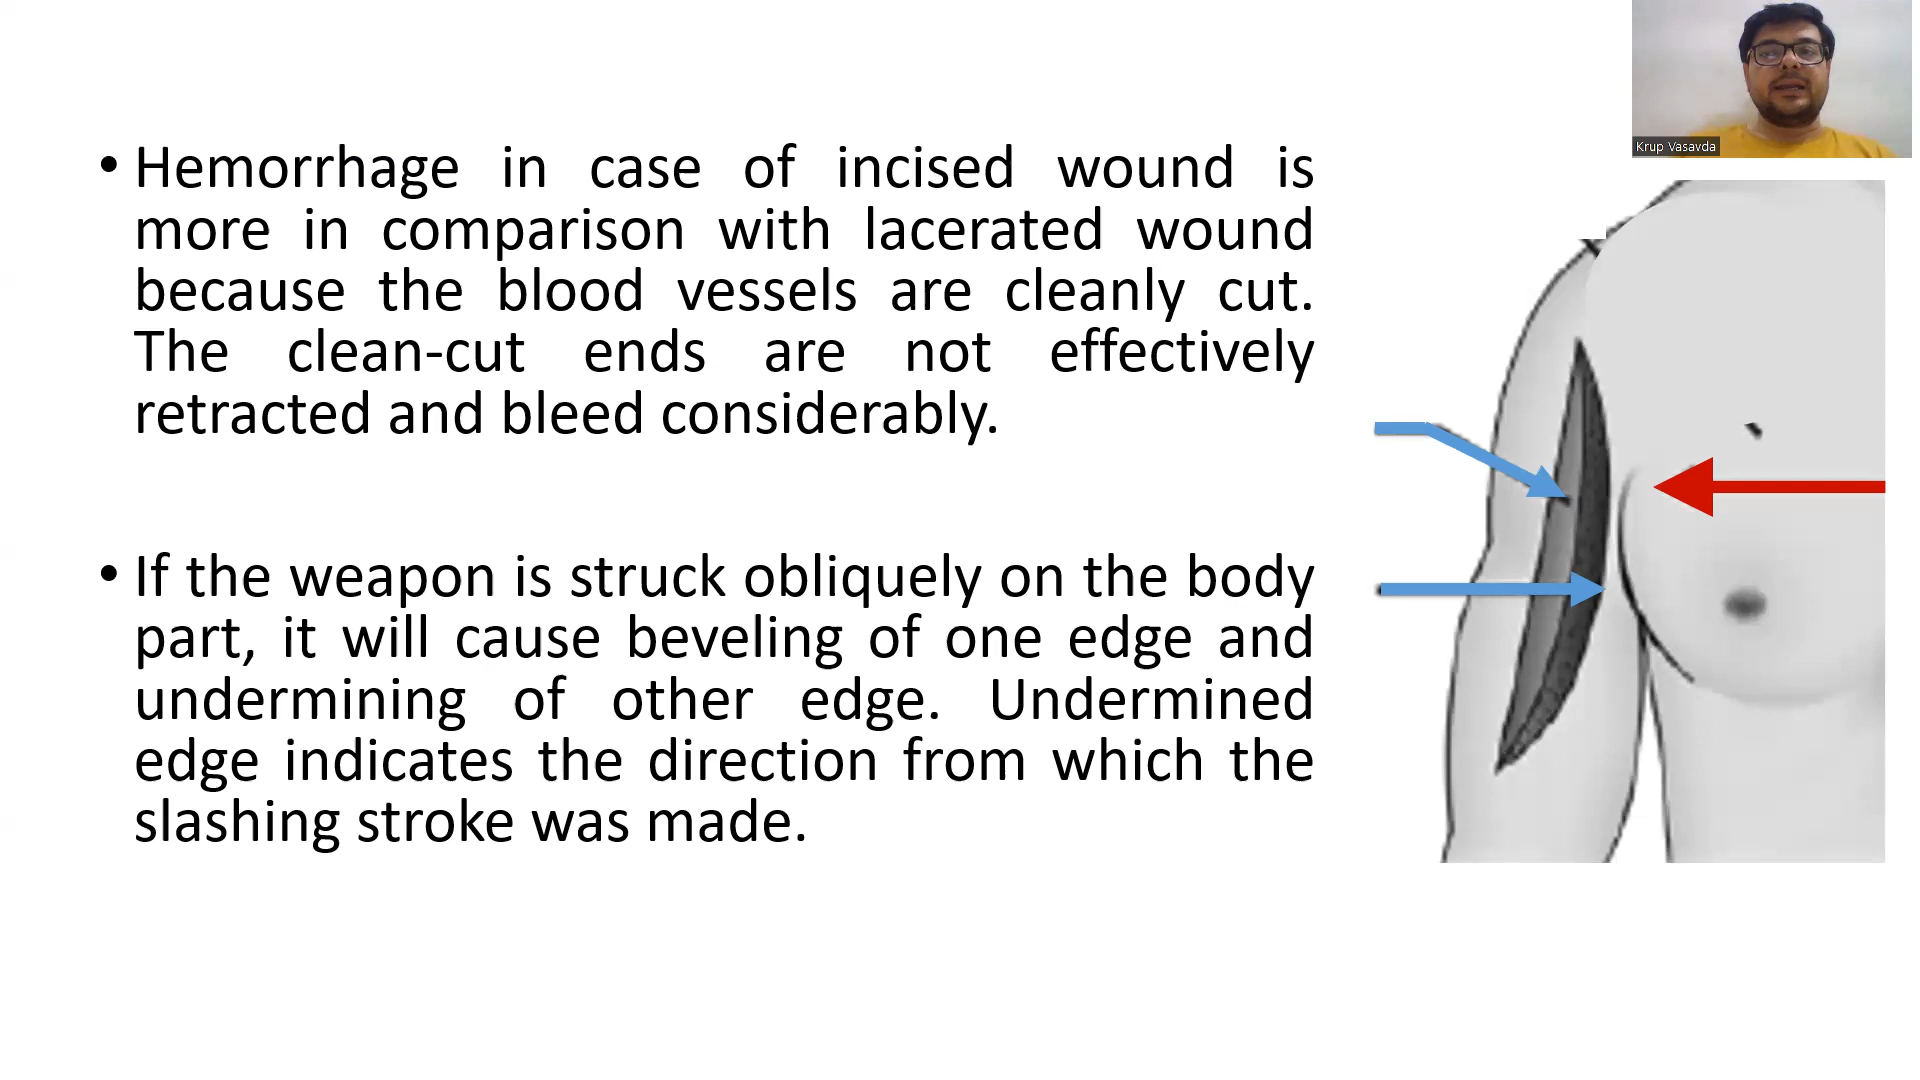 Krup Vasavda
• Hemorrhage in case of incised wound is
more in comparison with lacerated wound
because the blood vessels are cleanly cut.
The clean-cut ends are not effectively
retracted and bleed considerably.
• If the weapon is struck obliquely on the body
part, it will cause beveling of one edge and
undermining of other edge. Undermined
edge indicates the direction from which the
slashing stroke was made.